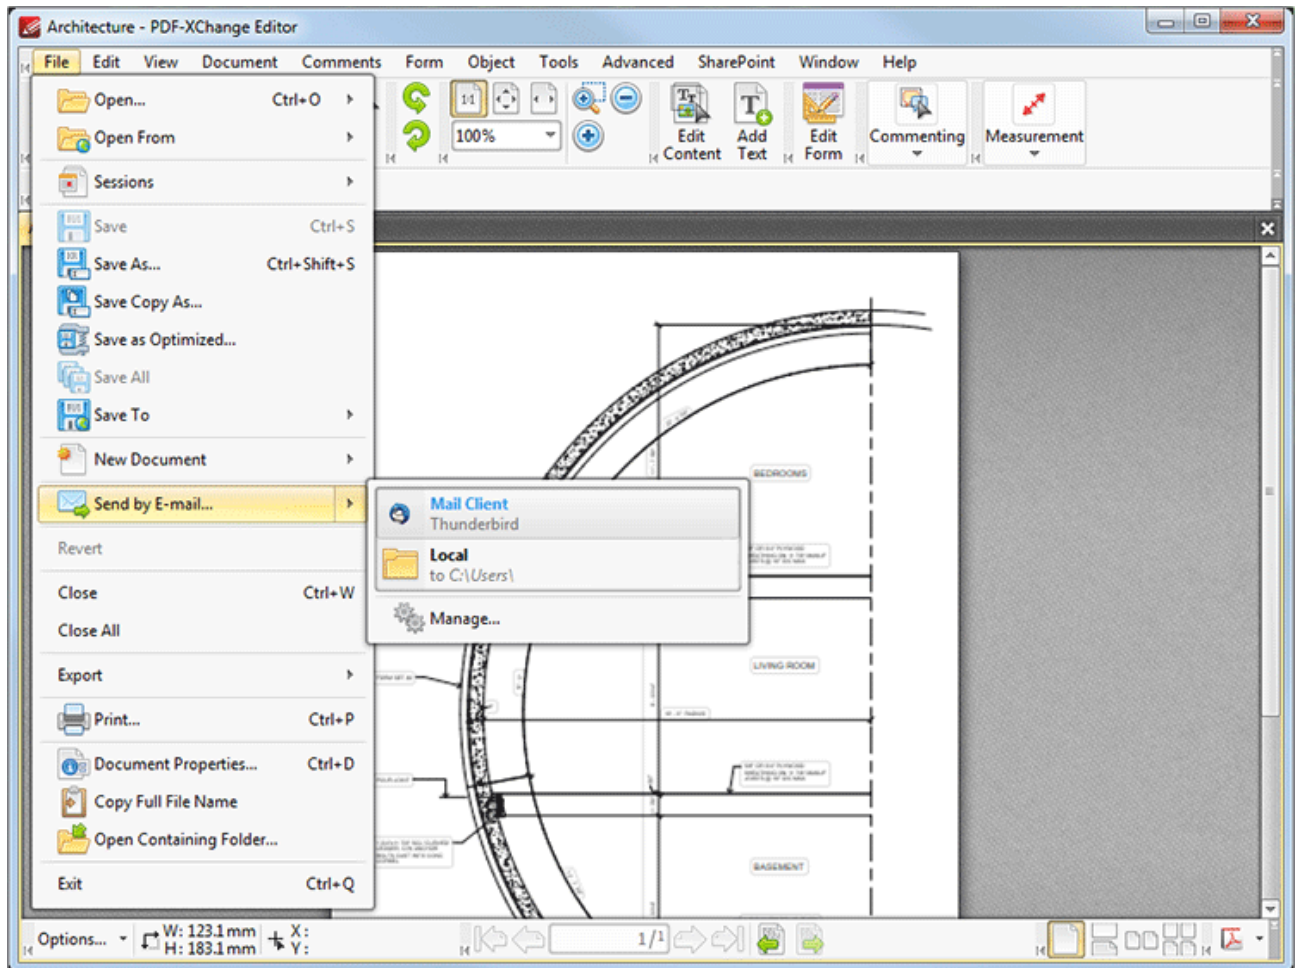 Architecture - PDF-XChange Editor
File Edit View Document Comments Form Object Tools Advanced SharePoint Window Help
Open... Ctrl+O
Open From
Sessions
Save Ctrl+S
Save As... Ctrl+Shift+S
Save Copy As...
Save as Optimized...
Save All
Save To
New Document
Send by E-mail...
Revert
Close Ctrl+W
Close All
Export
Print... Ctrl+P
Document Properties... Ctrl+D
Copy Full File Name
Open Containing Folder...
Exit Ctrl+Q
100%
Edit Content
Add Text
Edit Form
Commenting
Measurement
Mail Client
Thunderbird
Local
to C:\Users\
Manage...
BEDROOMS
LIVING ROOM
BASEMENT
Options...
W: 123.1 mm
H: 183.1 mm
X:
Y:
1/1